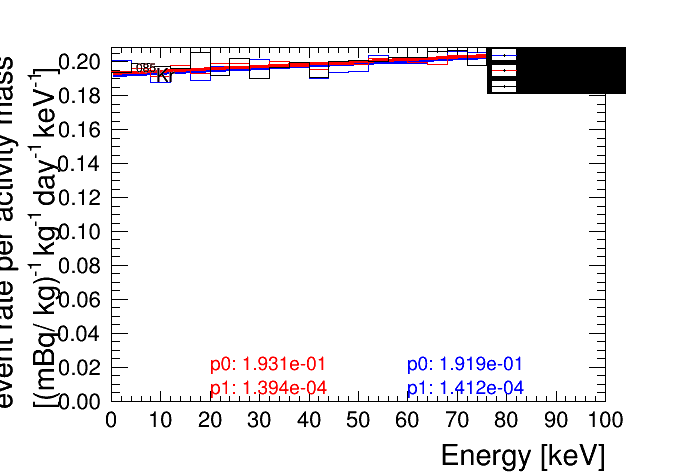 event rate per activity mass
[(mBq/ kg)⁻¹ kg⁻¹ day⁻¹ keV⁻¹]
0.20
0.18
0.16
0.14
0.12
0.10
0.08
0.06
0.04
0.02
0.00
085Kr
p0: 1.931e-01
p1: 1.394e-04
p0: 1.919e-01
p1: 1.412e-04
0 10 20 30 40 50 60 70 80 90 100
Energy [keV]